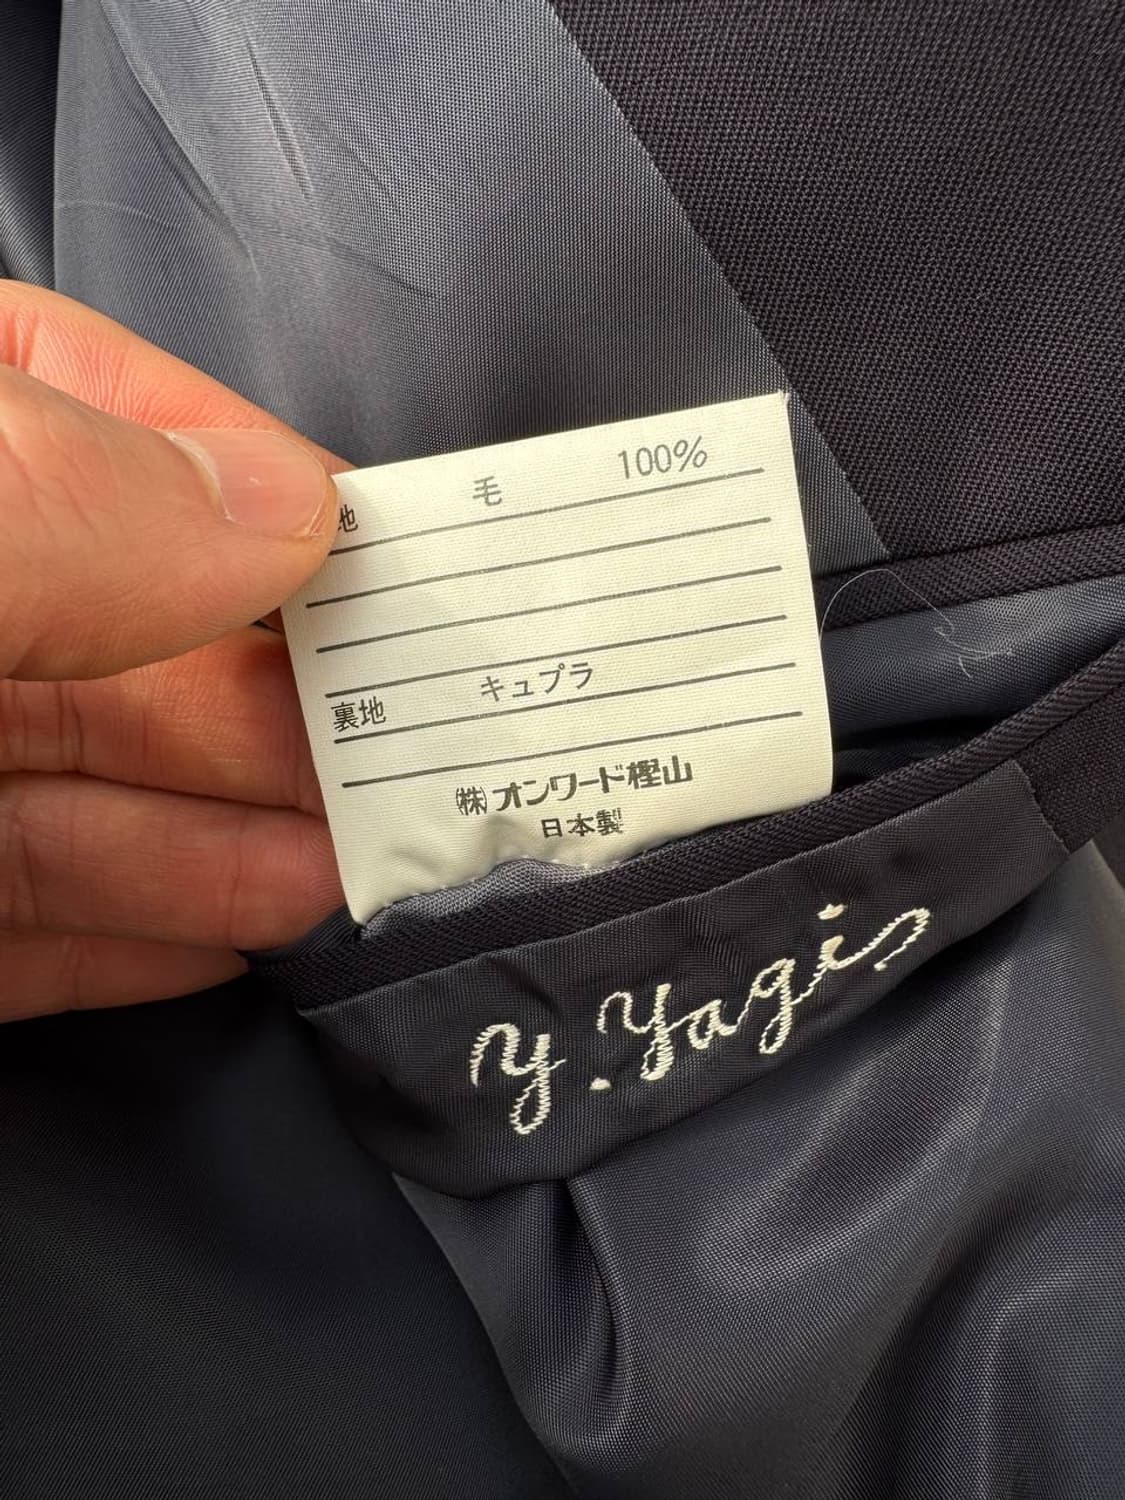 地 毛 100%
裏地 キュプラ
㈱オンワード樫山
日本製
y. Yagi